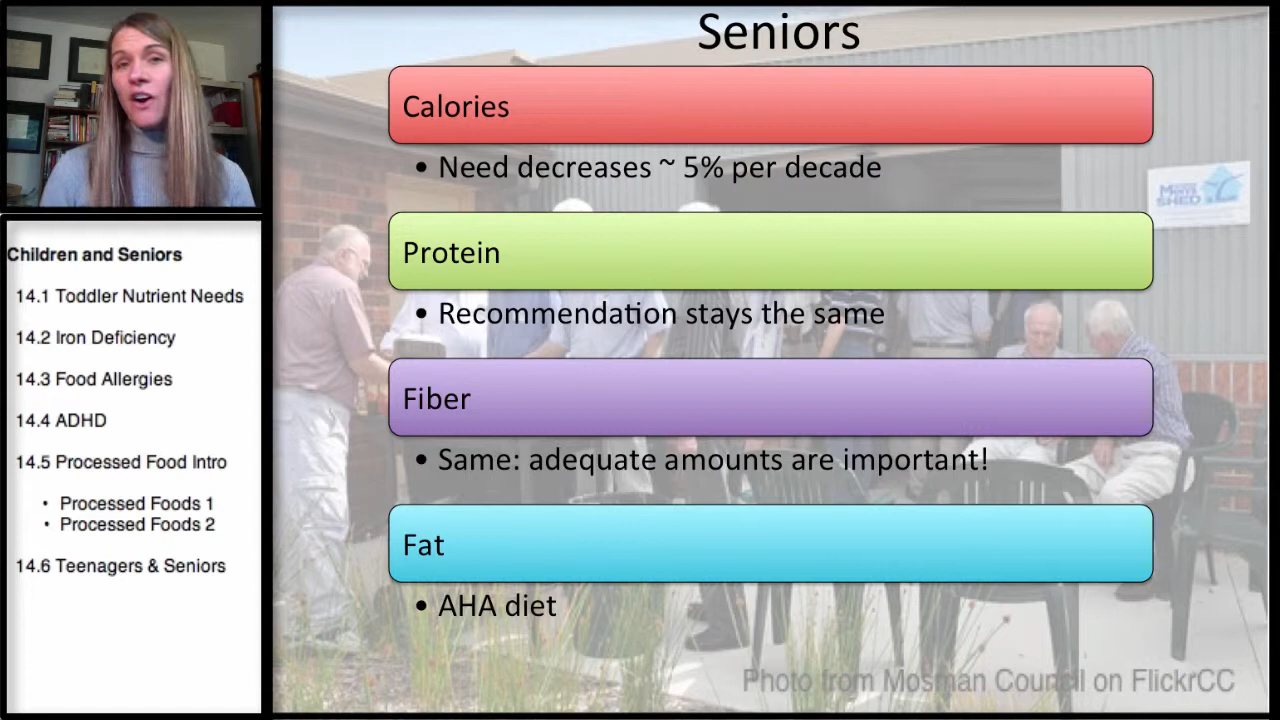 Seniors
Calories
• Need decreases ~ 5% per decade
Protein
• Recommendation stays the same
Fiber
• Same: adequate amounts are important!
Fat
• AHA diet
Photo from Mosman Council on FlickrCC
SHED
Children and Seniors
14.1 Toddler Nutrient Needs
14.2 Iron Deficiency
14.3 Food Allergies
14.4 ADHD
14.5 Processed Food Intro
• Processed Foods 1
• Processed Foods 2
14.6 Teenagers & Seniors